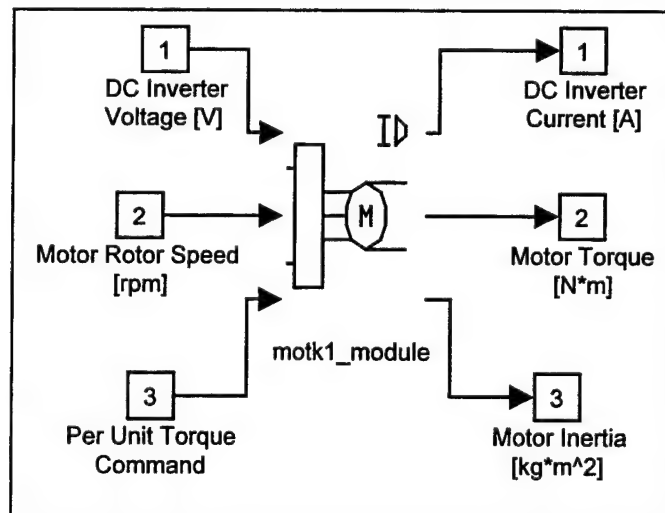 1
DC Inverter
Voltage [V]
1
DC Inverter
Current [A]
2
Motor Rotor Speed
[rpm]
M
2
Motor Torque
[N*m]
motk1_module
3
Per Unit Torque
Command
3
Motor Inertia
[kg*m^2]